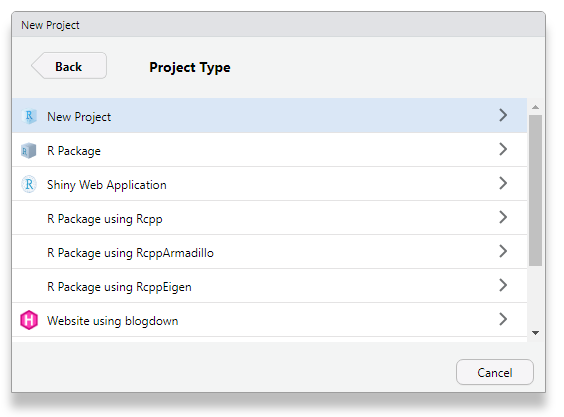 New Project
Back
Project Type
R New Project
R Package
R Shiny Web Application
R Package using Rcpp
R Package using RcppArmadillo
R Package using RcppEigen
H Website using blogdown
Cancel